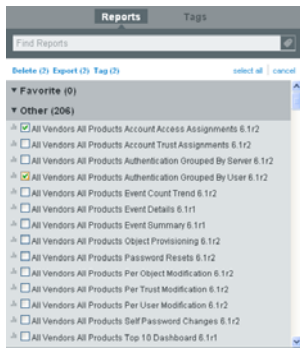 Reports Tags
Find Reports
Delete (2) Export (2) Tag (2) select all cancel
Favorite (0)
Other (206)
All Vendors All Products Account Access Assignments 6.1r2
All Vendors All Products Account Trust Assignments 6.1r2
All Vendors All Products Authentication Grouped By Server 6.1r2
All Vendors All Products Authentication Grouped By User 6.1r2
All Vendors All Products Event Count Trend 6.1r2
All Vendors All Products Event Details 6.1r1
All Vendors All Products Event Summary 6.1r1
All Vendors All Products Object Provisioning 6.1r2
All Vendors All Products Password Resets 6.1r2
All Vendors All Products Per Object Modification 6.1r2
All Vendors All Products Per Trust Modification 6.1r2
All Vendors All Products Per User Modification 6.1r2
All Vendors All Products Self Password Changes 6.1r2
All Vendors All Products Top 10 Dashboard 6.1r1